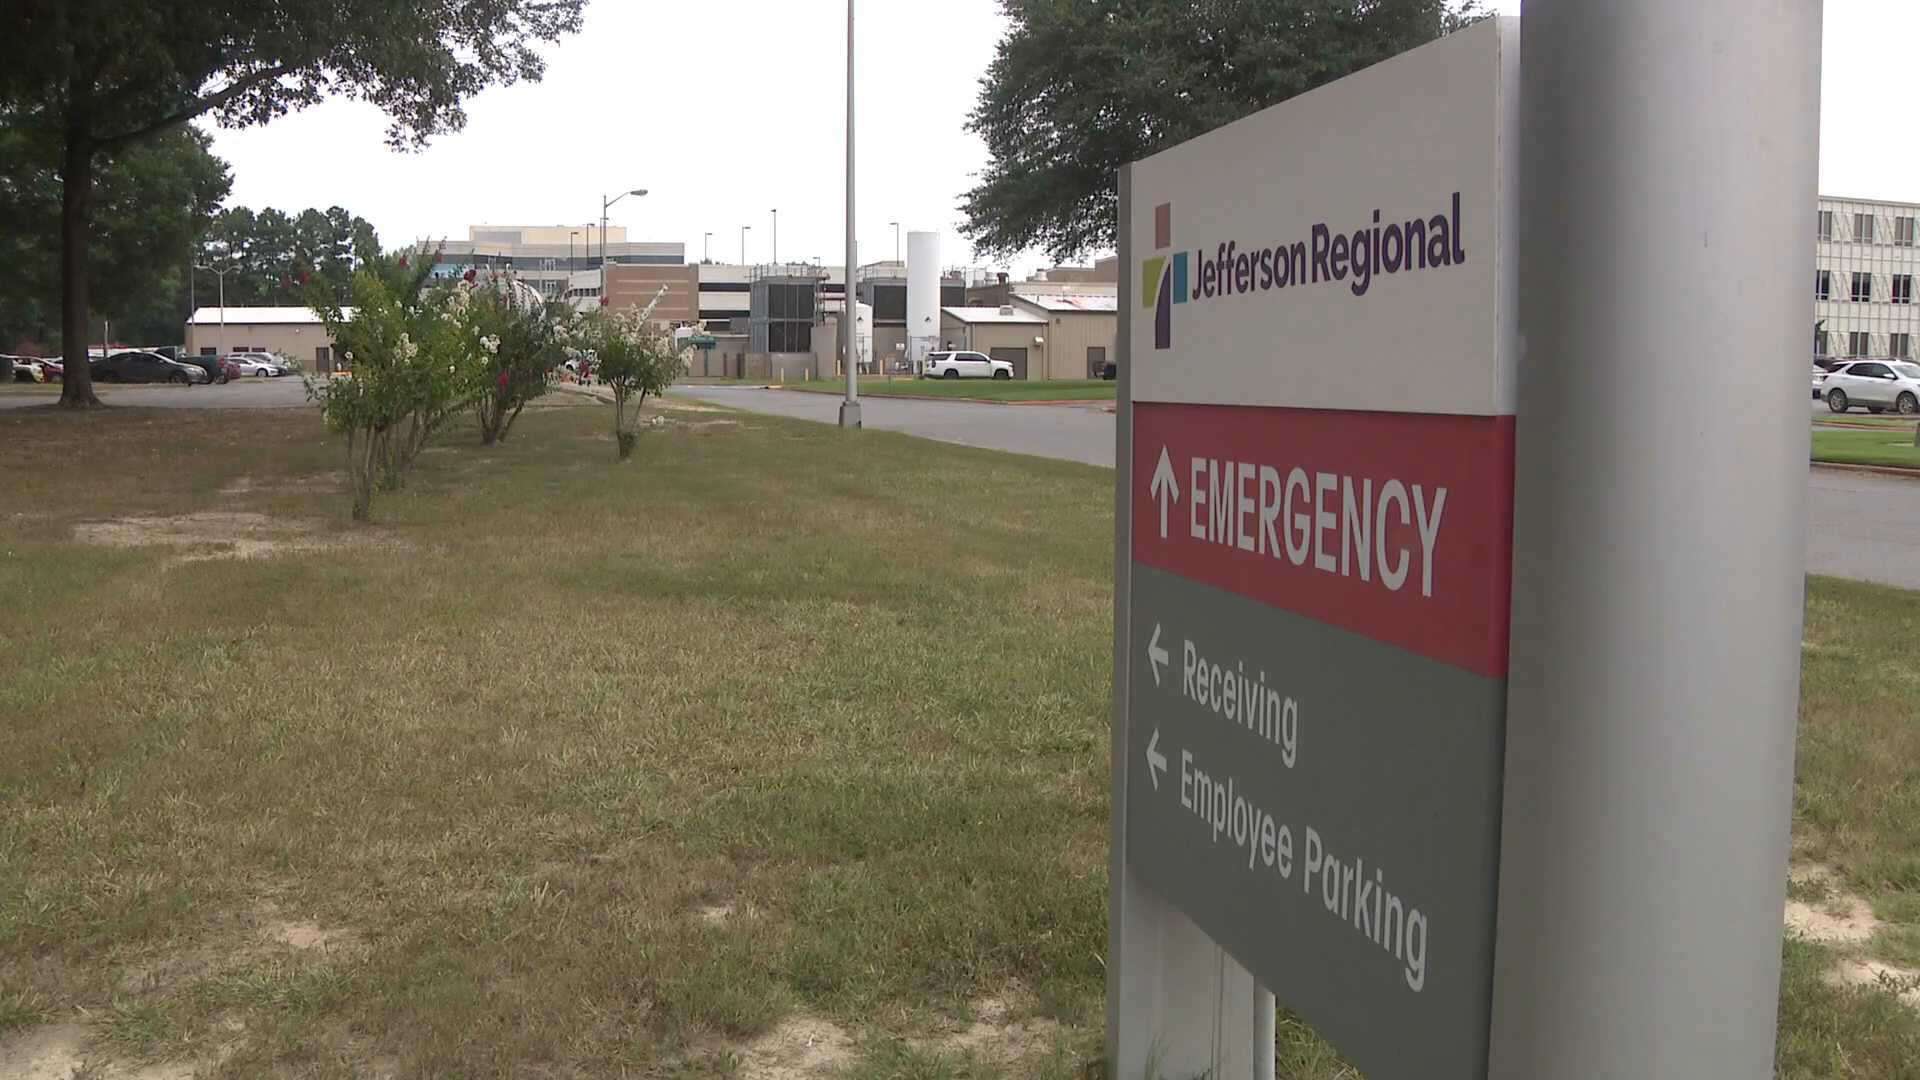 Jefferson Regional
↑ EMERGENCY
← Receiving
← Employee Parking